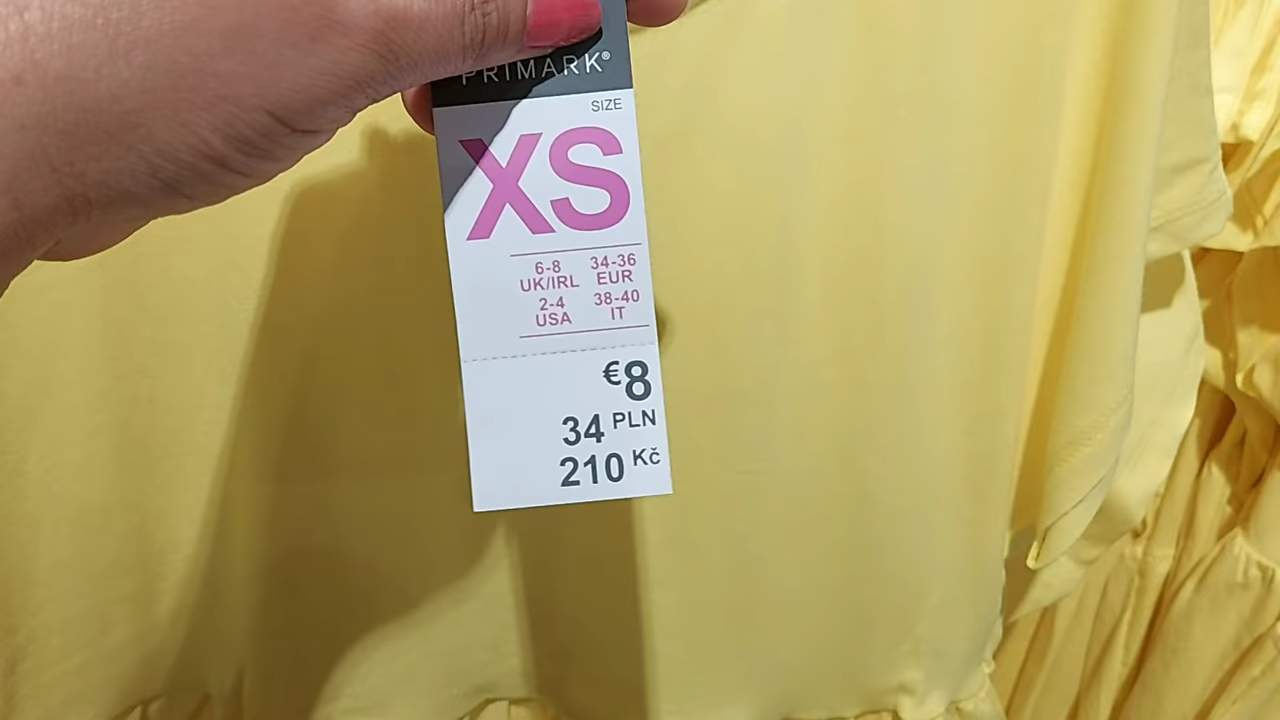 PRIMARK®
SIZE
XS
6-8 34-36
UK/IRL EUR
2-4 38-40
USA IT
€8
34 PLN
210 Kč